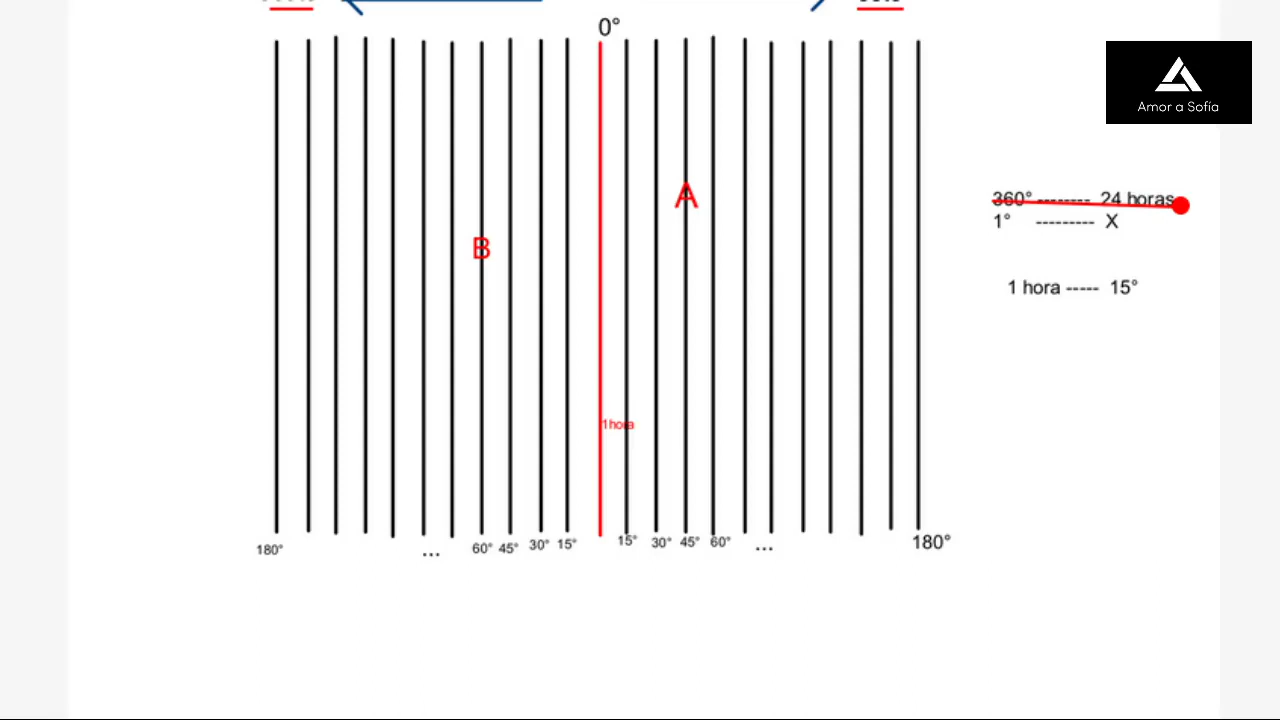 0°
A
B
Amor a Sofía
360° -------- 24 horas
1° --------- X
1 hora ----- 15°
1hora
180° ... 60° 45° 30° 15° 15° 30° 45° 60° ... 180°